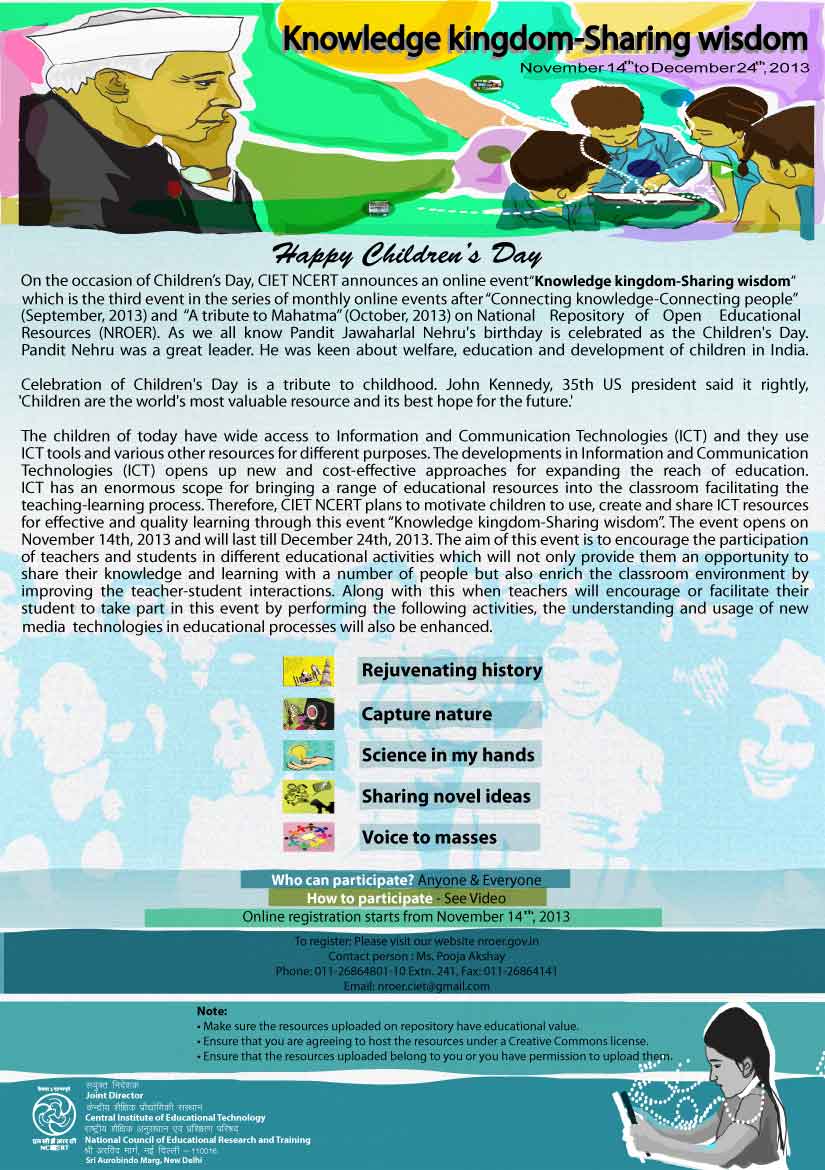 Knowledge kingdom-Sharing wisdom
November 14th to December 24th, 2013
Happy Children's Day
On the occasion of Children's Day, CIET NCERT announces an online event "Knowledge kingdom-Sharing wisdom"
which is the third event in the series of monthly online events after "Connecting knowledge-Connecting people"
(September, 2013) and "A tribute to Mahatma" (October, 2013) on National Repository of Open Educational
Resources (NROER). As we all know Pandit Jawaharlal Nehru's birthday is celebrated as the Children's Day.
Pandit Nehru was a great leader. He was keen about welfare, education and development of children in India.
Celebration of Children's Day is a tribute to childhood. John Kennedy, 35th US president said it rightly,
'Children are the world's most valuable resource and its best hope for the future.'
The children of today have wide access to Information and Communication Technologies (ICT) and they use
ICT tools and various other resources for different purposes. The developments in Information and Communication
Technologies (ICT) opens up new and cost-effective approaches for expanding the reach of education.
ICT has an enormous scope for bringing a range of educational resources into the classroom facilitating the
teaching-learning process. Therefore, CIET NCERT plans to motivate children to use, create and share ICT resources
for effective and quality learning through this event "Knowledge kingdom-Sharing wisdom". The event opens on
November 14th, 2013 and will last till December 24th, 2013. The aim of this event is to encourage the participation
of teachers and students in different educational activities which will not only provide them an opportunity to
share their knowledge and learning with a number of people but also enrich the classroom environment by
improving the teacher-student interactions. Along with this when teachers will encourage or facilitate their
student to take part in this event by performing the following activities, the understanding and usage of new
media technologies in educational processes will also be enhanced.
Rejuvenating history
Capture nature
Science in my hands
Sharing novel ideas
Voice to masses
Who can participate? Anyone & Everyone
How to participate - See Video
Online registration starts from November 14th, 2013
To register: Please visit our website nroer.gov.in
Contact person : Ms. Pooja Akshay
Phone: 011-26864801-10 Extn. 241, Fax: 011-26864141
Email: nroer.ciet@gmail.com
Note:
• Make sure the resources uploaded on repository have educational value.
• Ensure that you are agreeing to host the resources under a Creative Commons license.
• Ensure that the resources uploaded belong to you or you have permission to upload them.
विद्यया ऽ मृतमश्नुते
एन सी ई आर टी
NCERT
संयुक्त निदेशक
Joint Director
केन्द्रीय शैक्षिक प्रौद्योगिकी संस्थान
Central Institute of Educational Technology
राष्ट्रीय शैक्षिक अनुसंधान एवं प्रशिक्षण परिषद
National Council of Educational Research and Training
श्री अरविंद मार्ग, नई दिल्ली – 110016
Sri Aurobindo Marg, New Delhi